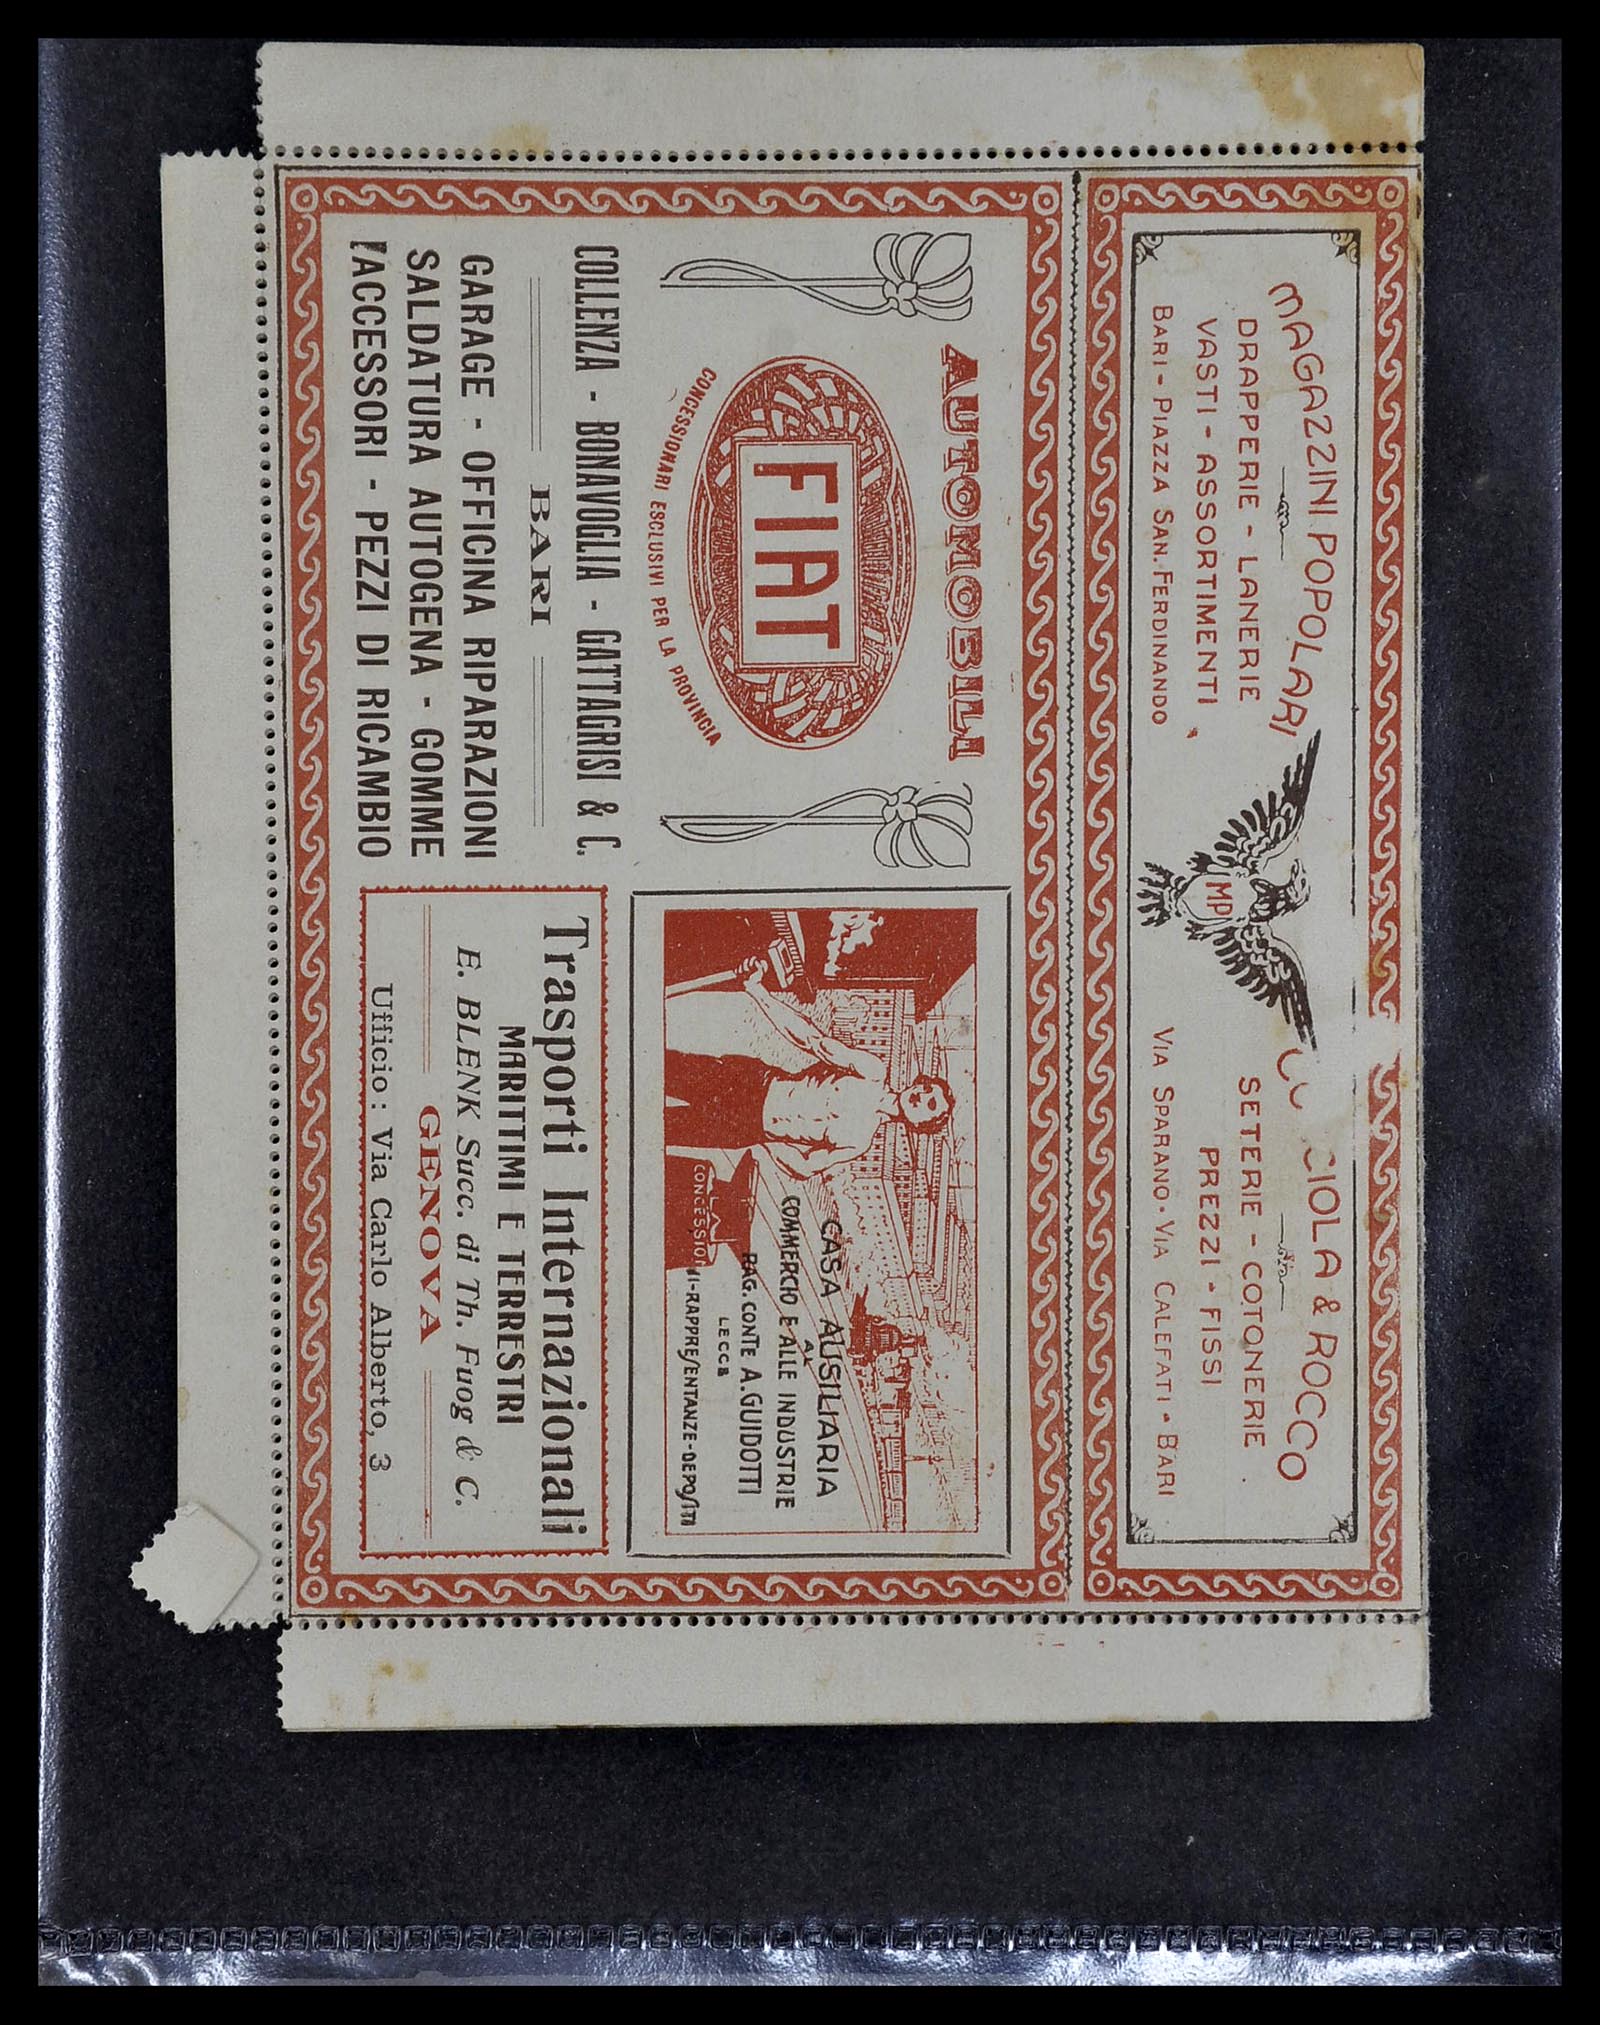 MAGAZZINI POPOLARI
CIOLA & ROCCO
DRAPPERIE - LANERIE
VASTI - ASSORTIMENTI
BARI - PIAZZA SAN. FERDINANDO
MP
SETERIE - COTONERIE
PREZZI - FISSI
VIA SPARANO - VIA CALEFATI - BARI
AUTOMOBILI
FIAT
CONCESSIONARI ESCLUSIVI PER LA PROVINCIA
COLLENZA - BONAVOGLIA - GATTAGRISI & C.
BARI
GARAGE - OFFICINA RIPARAZIONI
SALDATURA AUTOGENA - GOMME
ACCESSORI - PEZZI DI RICAMBIO
CASA AUSILIARIA
AL
COMMERCIO E ALLE INDUSTRIE
RAG. CONTE A. GUIDOTTI
LECCE
CONCESSIONI - RAPPRESENTANZE - DEPOSITI
Trasporti Internazionali
MARITTIMI E TERRESTRI
E. BLENK Succ. di Th. Fuog & C.
GENOVA
Ufficio: Via Carlo Alberto, 3